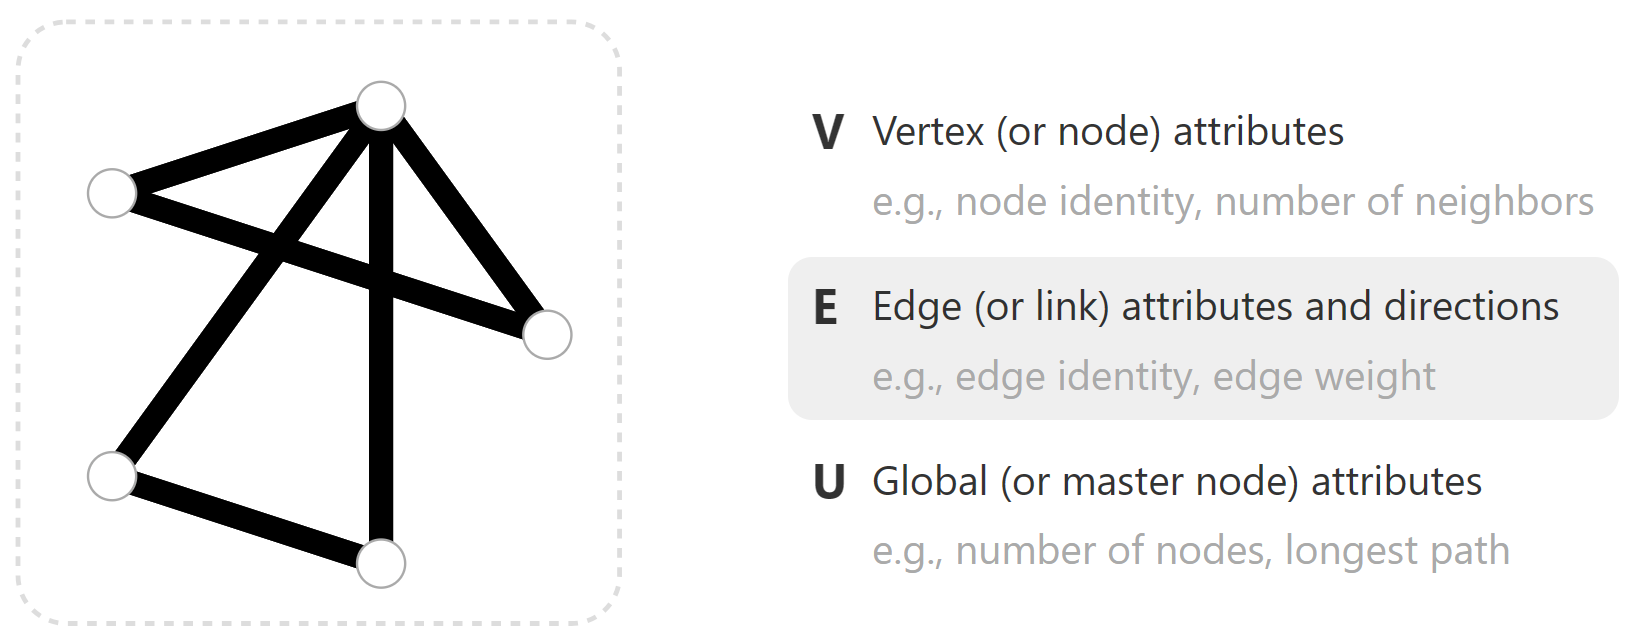 V Vertex (or node) attributes
e.g., node identity, number of neighbors
E Edge (or link) attributes and directions
e.g., edge identity, edge weight
U Global (or master node) attributes
e.g., number of nodes, longest path